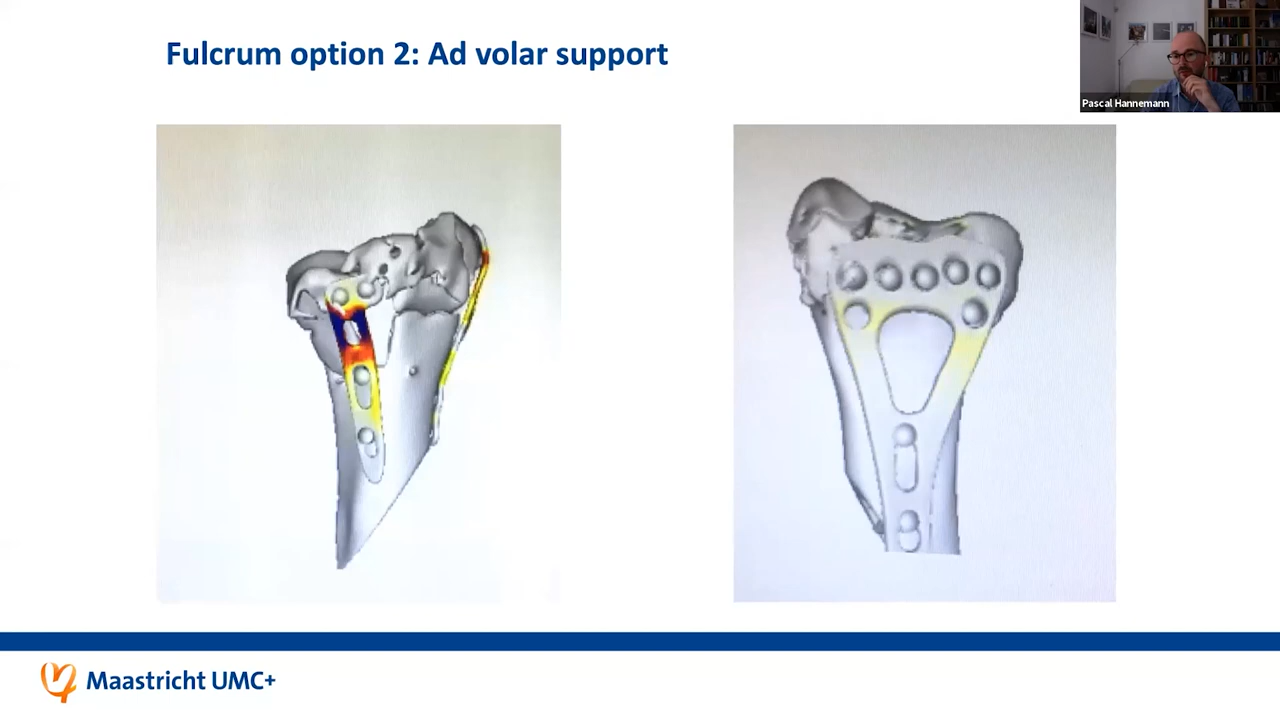 Fulcrum option 2: Ad volar support
Pascal Hannemann
Maastricht UMC+